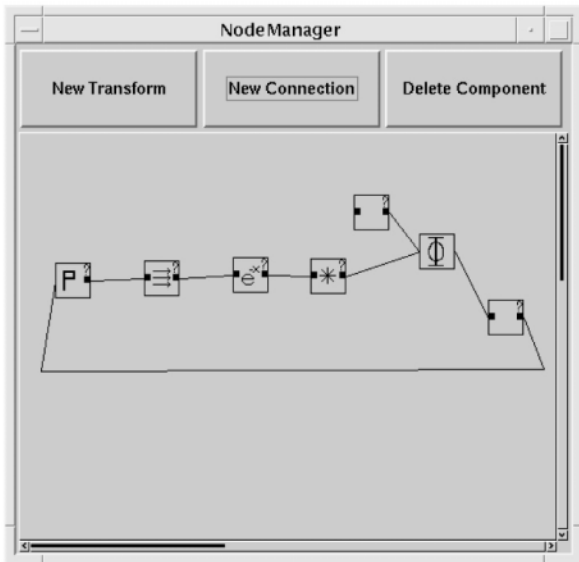 NodeManager
New Transform
New Connection
Delete Component
P
e^x
*
Φ